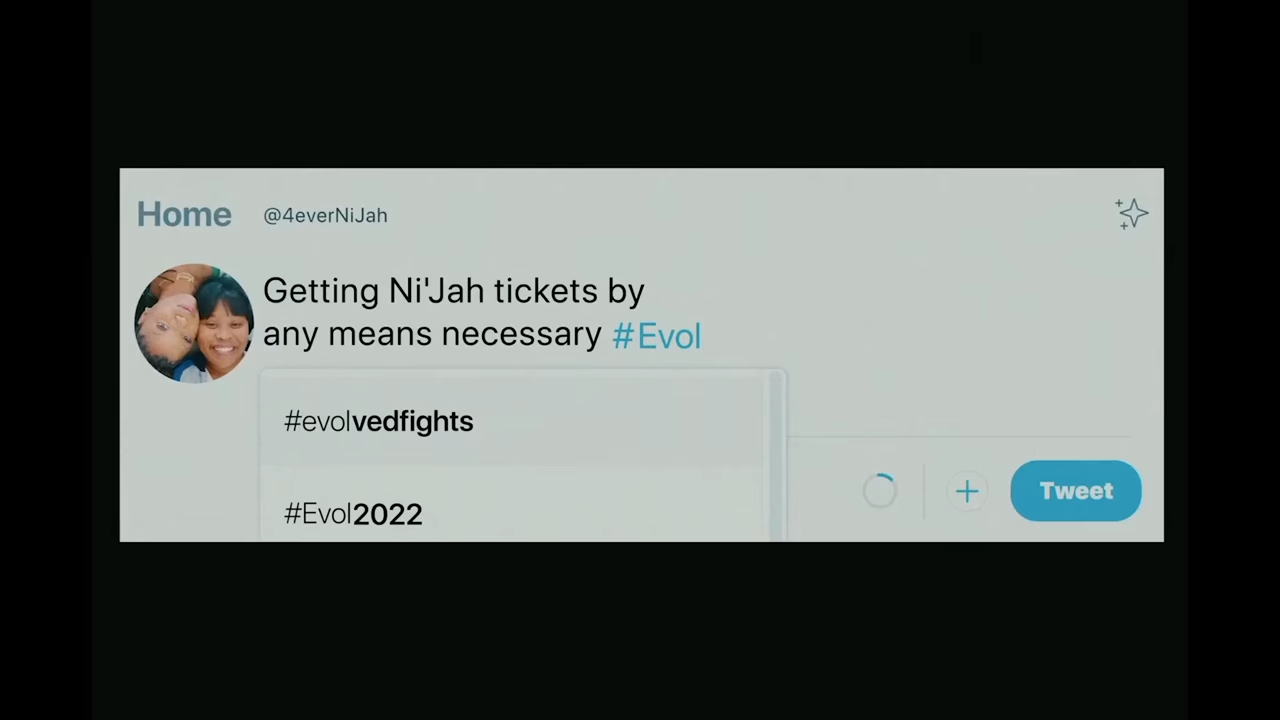 Home
@4everNiJah
Getting Ni'Jah tickets by
any means necessary #Evol
#evolvedfights
#Evol2022
Tweet